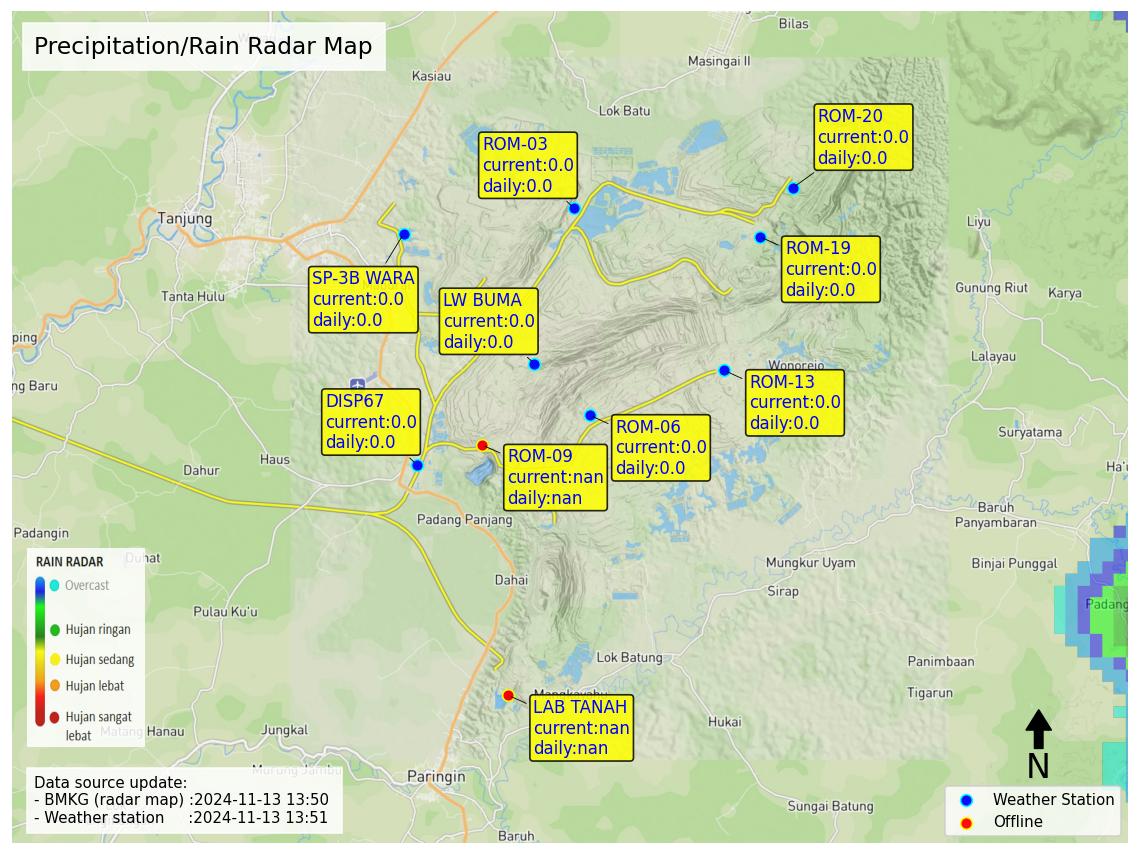 Precipitation/Rain Radar Map
Bilas
Masingai II
Kasiau
Lok Batu
ROM-20
current:0.0
daily:0.0
ROM-03
current:0.0
daily:0.0
Tanjung
Liyu
ROM-19
current:0.0
daily:0.0
SP-3B WARA
current:0.0
daily:0.0
Tanta Hulu
LW BUMA
current:0.0
daily:0.0
Gunung Riut
Karya
ping
Lalayau
Wonorejo
ng Baru
ROM-13
current:0.0
daily:0.0
DISP67
current:0.0
daily:0.0
ROM-06
current:0.0
daily:0.0
Suryatama
ROM-09
current:nan
daily:nan
Haus
Dahur
Ha'u
Baruh
Panyambaran
Padang Panjang
Padangin
Duhat
Mungkur Uyam
Binjai Punggal
Dahai
Sirap
Padang
Pulau Ku'u
RAIN RADAR
Overcast
Hujan ringan
Hujan sedang
Hujan lebat
Hujan sangat
lebat
Lok Batung
Panimbaan
Tigarun
Mangkayahu
LAB TANAH
current:nan
daily:nan
Hukai
Matang Hanau
Jungkal
Murung Jambu
Paringin
N
Data source update:
- BMKG (radar map) :2024-11-13 13:50
- Weather station :2024-11-13 13:51
Sungai Batung
Baruh
Weather Station
Offline